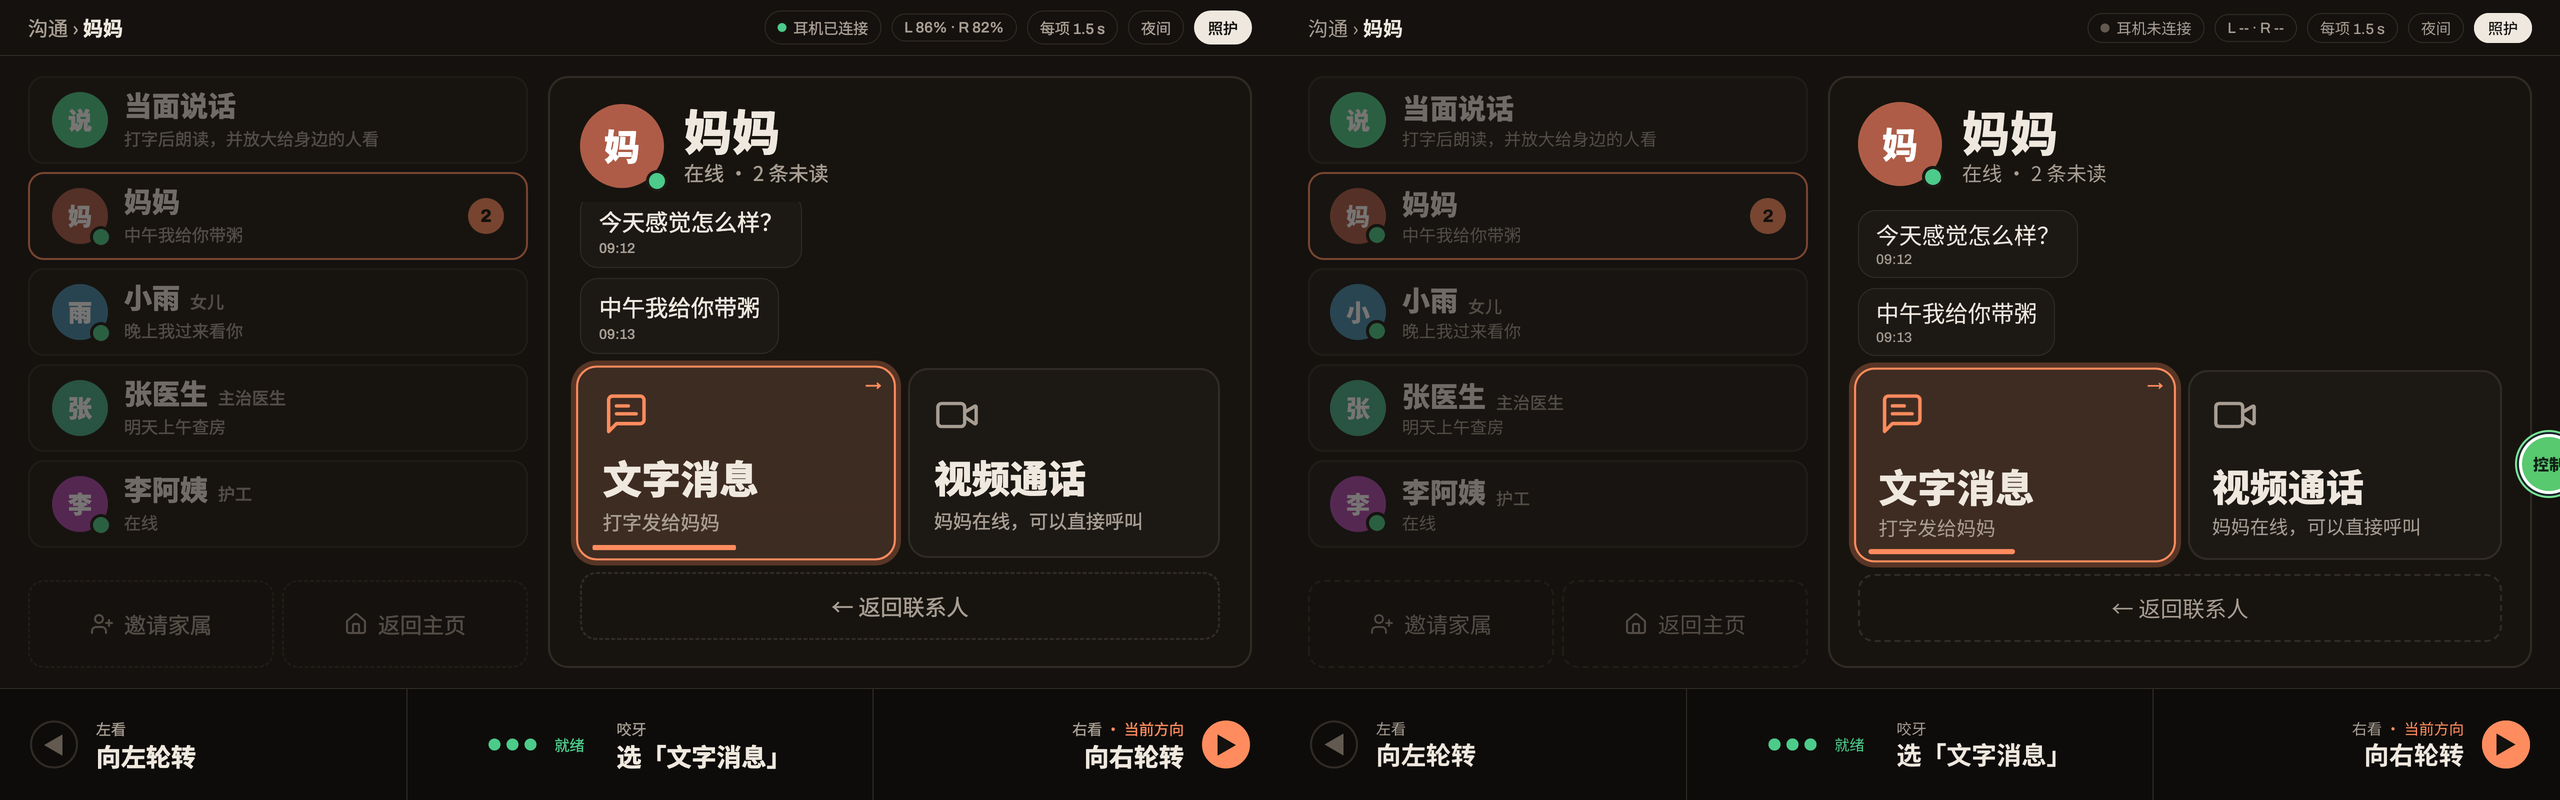 沟通 › 妈妈
耳机已连接
L 86% · R 82%
每项 1.5 s
夜间
照护
说
当面说话
打字后朗读，并放大给身边的人看
妈
妈妈
中午我给你带粥
2
雨
小雨 女儿
晚上我过来看你
张
张医生 主治医生
明天上午查房
李
李阿姨 护工
在线
邀请家属
返回主页
妈
妈妈
在线 · 2 条未读
今天感觉怎么样？
09:12
中午我给你带粥
09:13
→
文字消息
打字发给妈妈
视频通话
妈妈在线，可以直接呼叫
← 返回联系人
左看
向左轮转
就绪
咬牙
选「文字消息」
右看 · 当前方向
向右轮转
沟通 › 妈妈
耳机未连接
L -- · R --
每项 1.5 s
夜间
照护
说
当面说话
打字后朗读，并放大给身边的人看
妈
妈妈
中午我给你带粥
2
小
小雨 女儿
晚上我过来看你
张
张医生 主治医生
明天上午查房
李
李阿姨 护工
在线
邀请家属
返回主页
妈
妈妈
在线 · 2 条未读
今天感觉怎么样？
09:12
中午我给你带粥
09:13
→
文字消息
打字发给妈妈
视频通话
妈妈在线，可以直接呼叫
← 返回联系人
控制
左看
向左轮转
就绪
咬牙
选「文字消息」
右看 · 当前方向
向右轮转